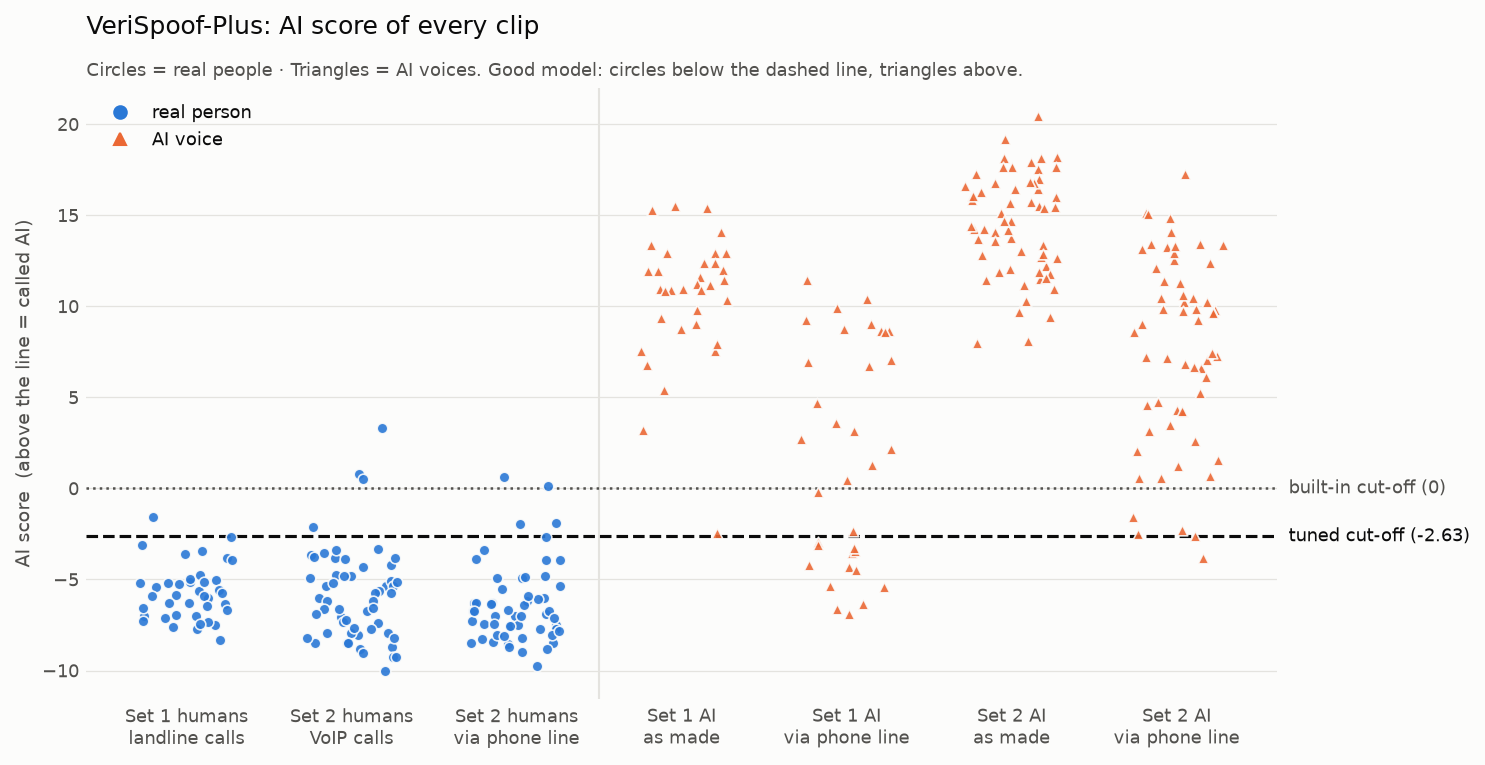 VeriSpoof-Plus: AI score of every clip
Circles = real people · Triangles = AI voices. Good model: circles below the dashed line, triangles above.
real person
AI voice
AI score (above the line = called AI)
20
15
10
5
0
−5
−10
built-in cut-off (0)
tuned cut-off (-2.63)
Set 1 humans
landline calls
Set 2 humans
VoIP calls
Set 2 humans
via phone line
Set 1 AI
as made
Set 1 AI
via phone line
Set 2 AI
as made
Set 2 AI
via phone line